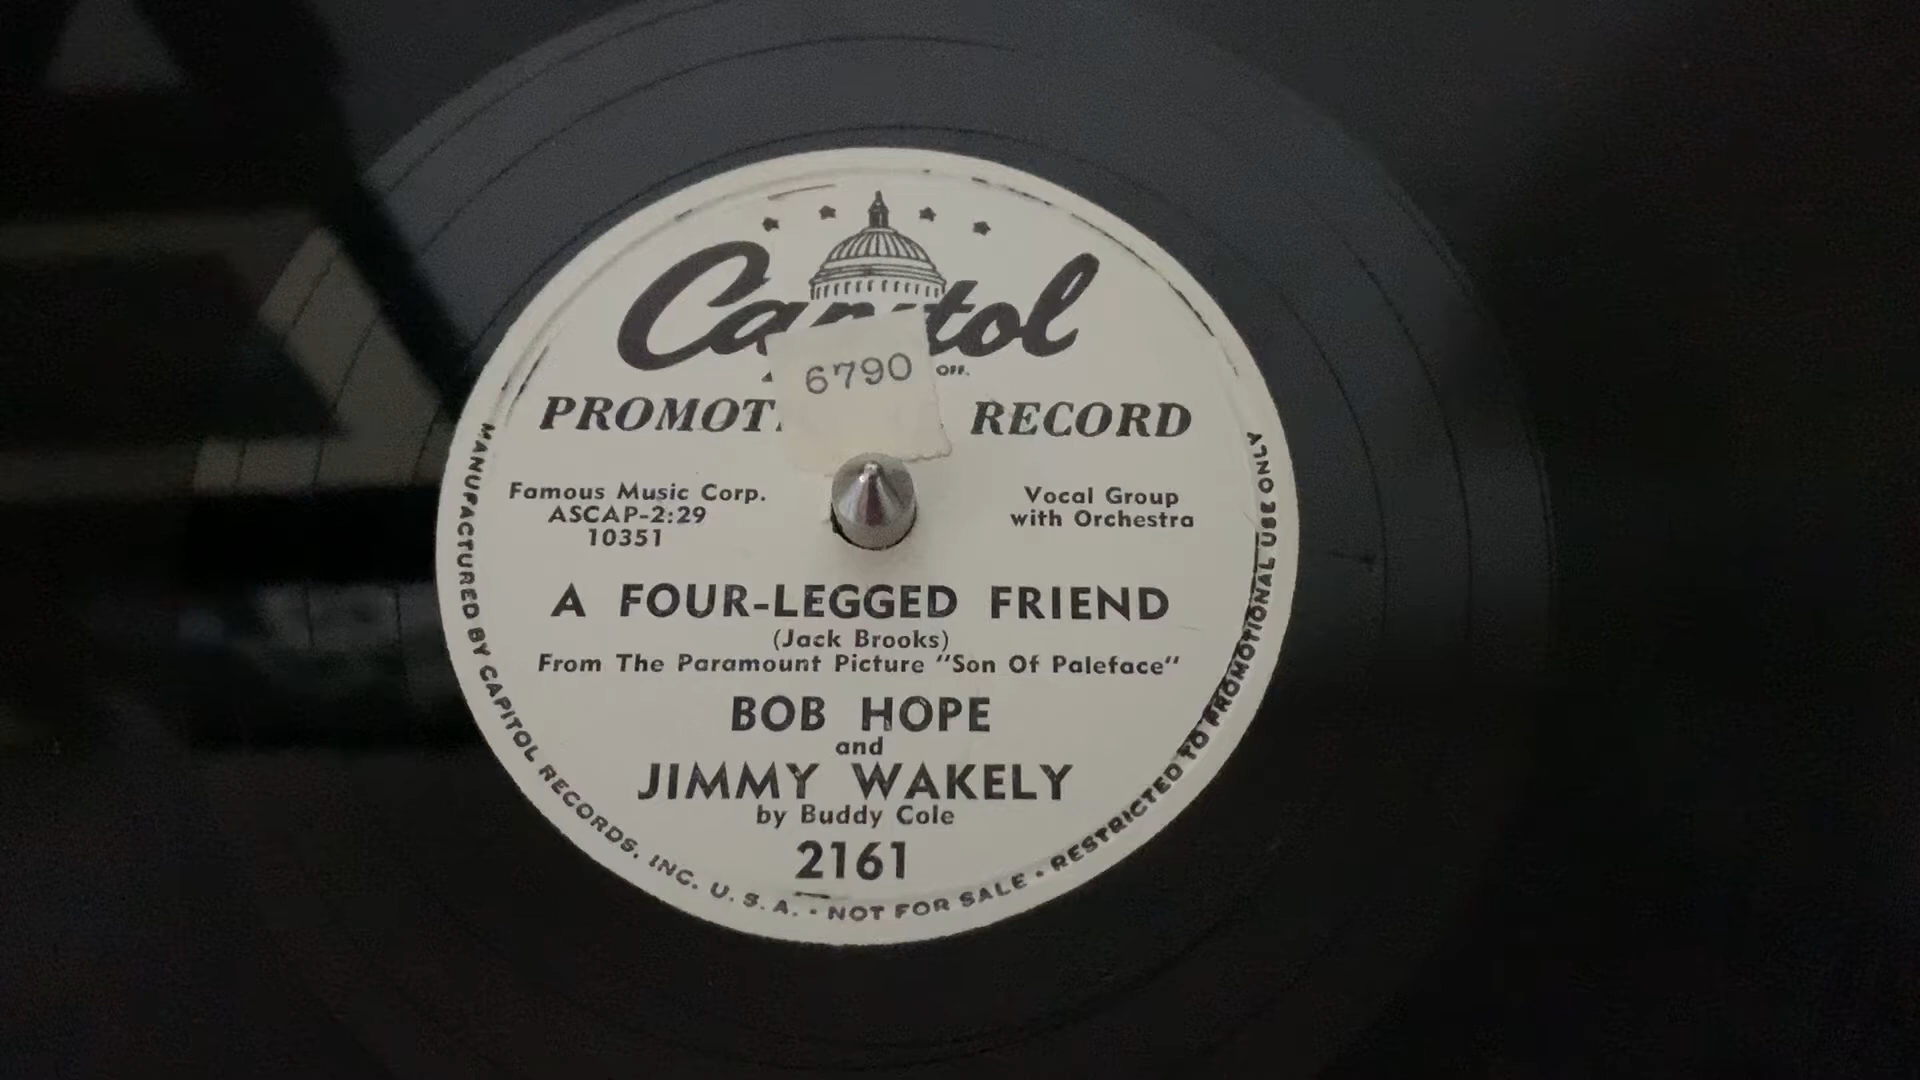 Capitol
6790
OFF.
RECORD
Famous Music Corp.
ASCAP-2:29
10351
Vocal Group
with Orchestra
A FOUR-LEGGED FRIEND
(Jack Brooks)
From The Paramount Picture "Son Of Paleface"
BOB HOPE
and
JIMMY WAKELY
by Buddy Cole
2161
MANUFACTURED BY CAPITOL RECORDS, INC. U. S. A. • NOT FOR SALE • RESTRICTED TO PROMOTIONAL USE ONLY